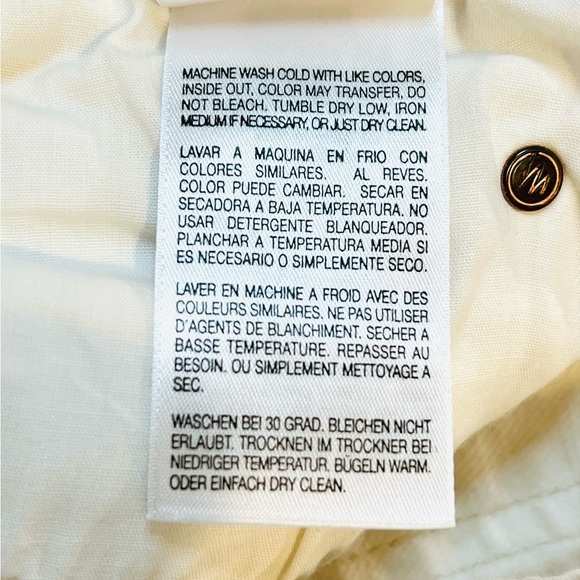 MACHINE WASH COLD WITH LIKE COLORS,
INSIDE OUT, COLOR MAY TRANSFER, DO
NOT BLEACH. TUMBLE DRY LOW, IRON
MEDIUM IF NECESSARY, OR JUST DRY CLEAN.
LAVAR A MAQUINA EN FRIO CON
COLORES SIMILARES. AL REVES.
COLOR PUEDE CAMBIAR. SECAR EN
SECADORA A BAJA TEMPERATURA. NO
USAR DETERGENTE BLANQUEADOR.
PLANCHAR A TEMPERATURA MEDIA SI
ES NECESARIO O SIMPLEMENTE SECO.
LAVER EN MACHINE A FROID AVEC DES
COULEURS SIMILAIRES. NE PAS UTILISER
D'AGENTS DE BLANCHIMENT. SECHER A
BASSE TEMPERATURE. REPASSER AU
BESOIN. OU SIMPLEMENT METTOYAGE A
SEC.
WASCHEN BEI 30 GRAD. BLEICHEN NICHT
ERLAUBT. TROCKNEN IM TROCKNER BEI
NIEDRIGER TEMPERATUR. BÜGELN WARM.
ODER EINFACH DRY CLEAN.